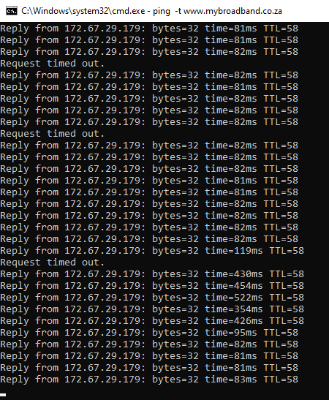 C:\Windows\system32\cmd.exe - ping -t www.mybroadband.co.za
Reply from 172.67.29.179: bytes=32 time=81ms TTL=58
Reply from 172.67.29.179: bytes=32 time=82ms TTL=58
Reply from 172.67.29.179: bytes=32 time=81ms TTL=58
Request timed out.
Reply from 172.67.29.179: bytes=32 time=82ms TTL=58
Reply from 172.67.29.179: bytes=32 time=81ms TTL=58
Reply from 172.67.29.179: bytes=32 time=82ms TTL=58
Reply from 172.67.29.179: bytes=32 time=82ms TTL=58
Reply from 172.67.29.179: bytes=32 time=82ms TTL=58
Request timed out.
Reply from 172.67.29.179: bytes=32 time=82ms TTL=58
Reply from 172.67.29.179: bytes=32 time=82ms TTL=58
Reply from 172.67.29.179: bytes=32 time=82ms TTL=58
Reply from 172.67.29.179: bytes=32 time=81ms TTL=58
Reply from 172.67.29.179: bytes=32 time=82ms TTL=58
Reply from 172.67.29.179: bytes=32 time=81ms TTL=58
Reply from 172.67.29.179: bytes=32 time=82ms TTL=58
Reply from 172.67.29.179: bytes=32 time=82ms TTL=58
Reply from 172.67.29.179: bytes=32 time=82ms TTL=58
Reply from 172.67.29.179: bytes=32 time=119ms TTL=58
Request timed out.
Reply from 172.67.29.179: bytes=32 time=430ms TTL=58
Reply from 172.67.29.179: bytes=32 time=454ms TTL=58
Reply from 172.67.29.179: bytes=32 time=522ms TTL=58
Reply from 172.67.29.179: bytes=32 time=354ms TTL=58
Reply from 172.67.29.179: bytes=32 time=426ms TTL=58
Reply from 172.67.29.179: bytes=32 time=95ms TTL=58
Reply from 172.67.29.179: bytes=32 time=82ms TTL=58
Reply from 172.67.29.179: bytes=32 time=81ms TTL=58
Reply from 172.67.29.179: bytes=32 time=83ms TTL=58